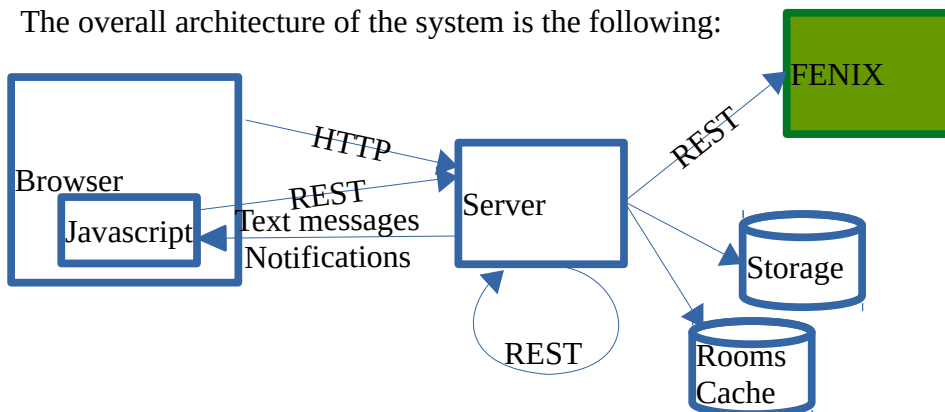 The overall architecture of the system is the following:
FENIX
HTTP
REST
Browser
REST
Server
Javascript
Text messages
Notifications
Storage
REST
Rooms
Cache